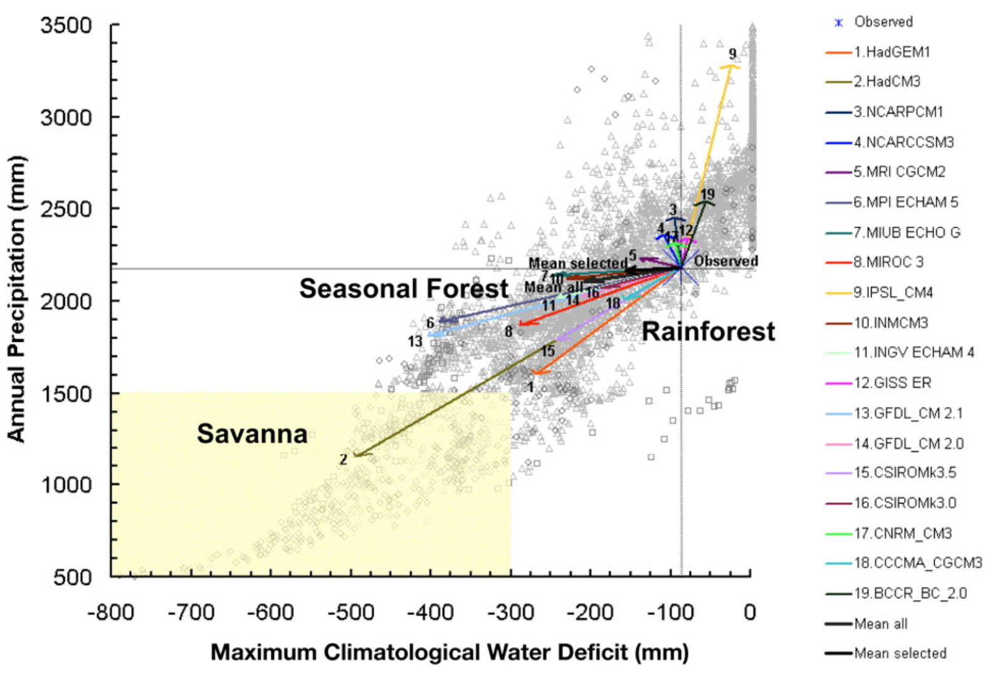 Annual Precipitation (mm)
3500
3000
2500
2000
1500
1000
500
-800
-700
-600
-500
-400
-300
-200
-100
0
Maximum Climatological Water Deficit (mm)
9
19
3
4
17
12
5
Mean selected
Observed
7
10
Mean all
16
11
14
18
6
8
13
15
1
2
Seasonal Forest
Rainforest
Savanna
Observed
1.HadGEM1
2.HadCM3
3.NCARPCM1
4.NCARCCSM3
5.MRI CGCM2
6.MPI ECHAM 5
7.MIUB ECHO G
8.MIROC 3
9.IPSL_CM4
10.INMCM3
11.INGV ECHAM 4
12.GISS ER
13.GFDL_CM 2.1
14.GFDL_CM 2.0
15.CSIROMk3.5
16.CSIROMk3.0
17.CNRM_CM3
18.CCCMA_CGCM3
19.BCCR_BC_2.0
Mean all
Mean selected